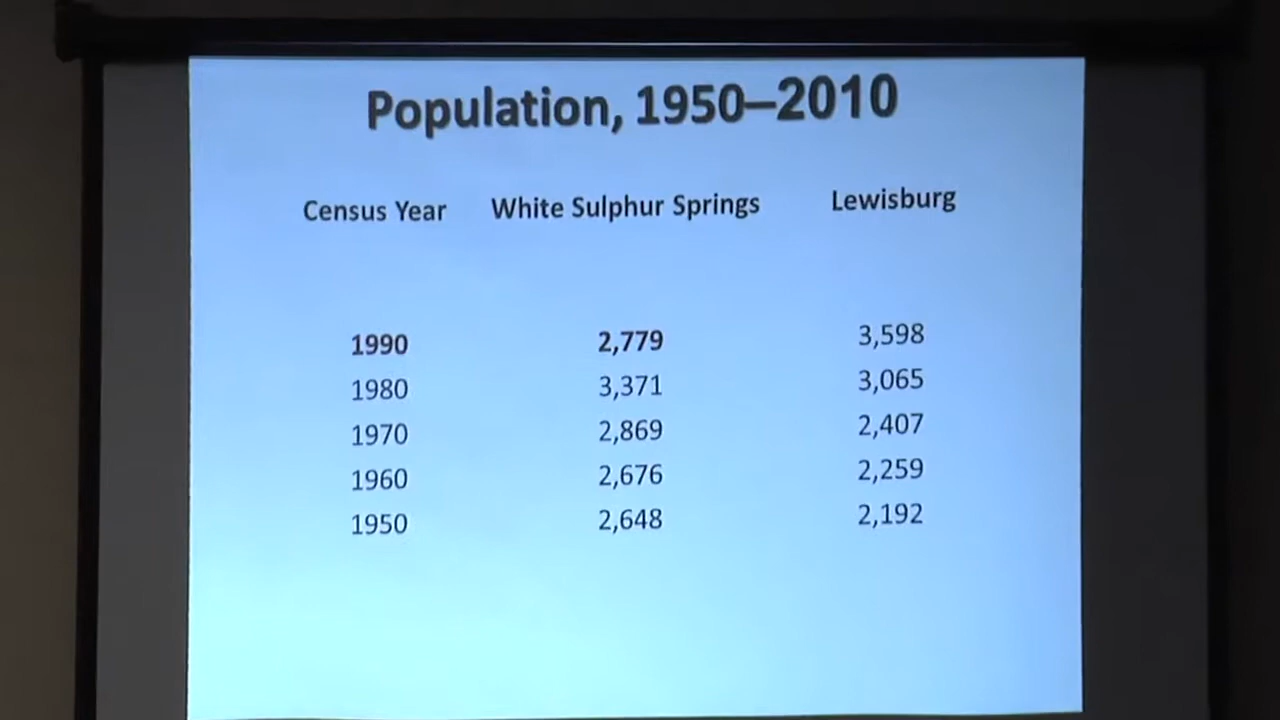 Population, 1950–2010
Census Year White Sulphur Springs Lewisburg
1990 2,779 3,598
1980 3,371 3,065
1970 2,869 2,407
1960 2,676 2,259
1950 2,648 2,192